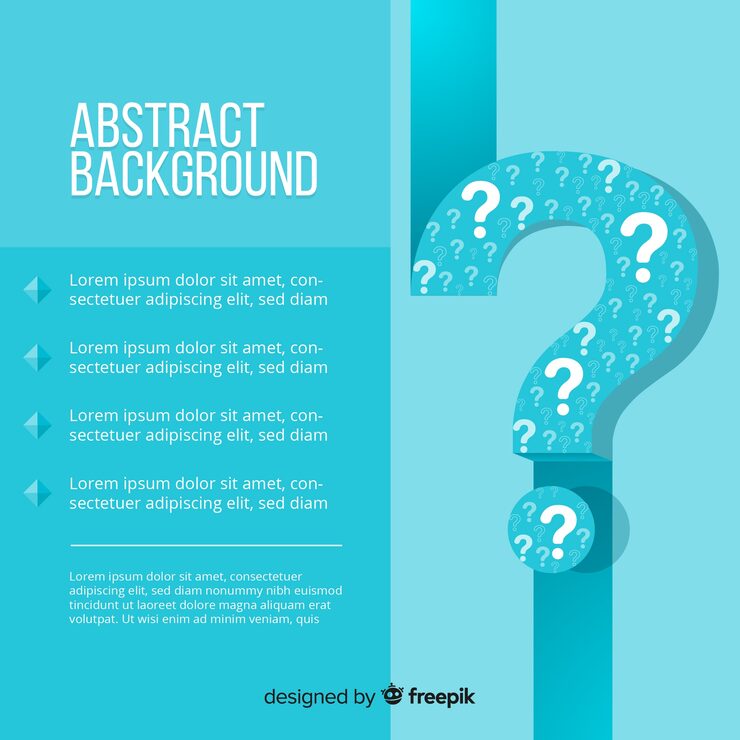 ABSTRACT
BACKGROUND
Lorem ipsum dolor sit amet, con-
sectetuer adipiscing elit, sed diam
Lorem ipsum dolor sit amet, con-
sectetuer adipiscing elit, sed diam
Lorem ipsum dolor sit amet, con-
sectetuer adipiscing elit, sed diam
Lorem ipsum dolor sit amet, con-
sectetuer adipiscing elit, sed diam
Lorem ipsum dolor sit amet, consectetuer
adipiscing elit, sed diam nonummy nibh euismod
tincidunt ut laoreet dolore magna aliquam erat
volutpat. Ut wisi enim ad minim veniam, quis
designed by freepik